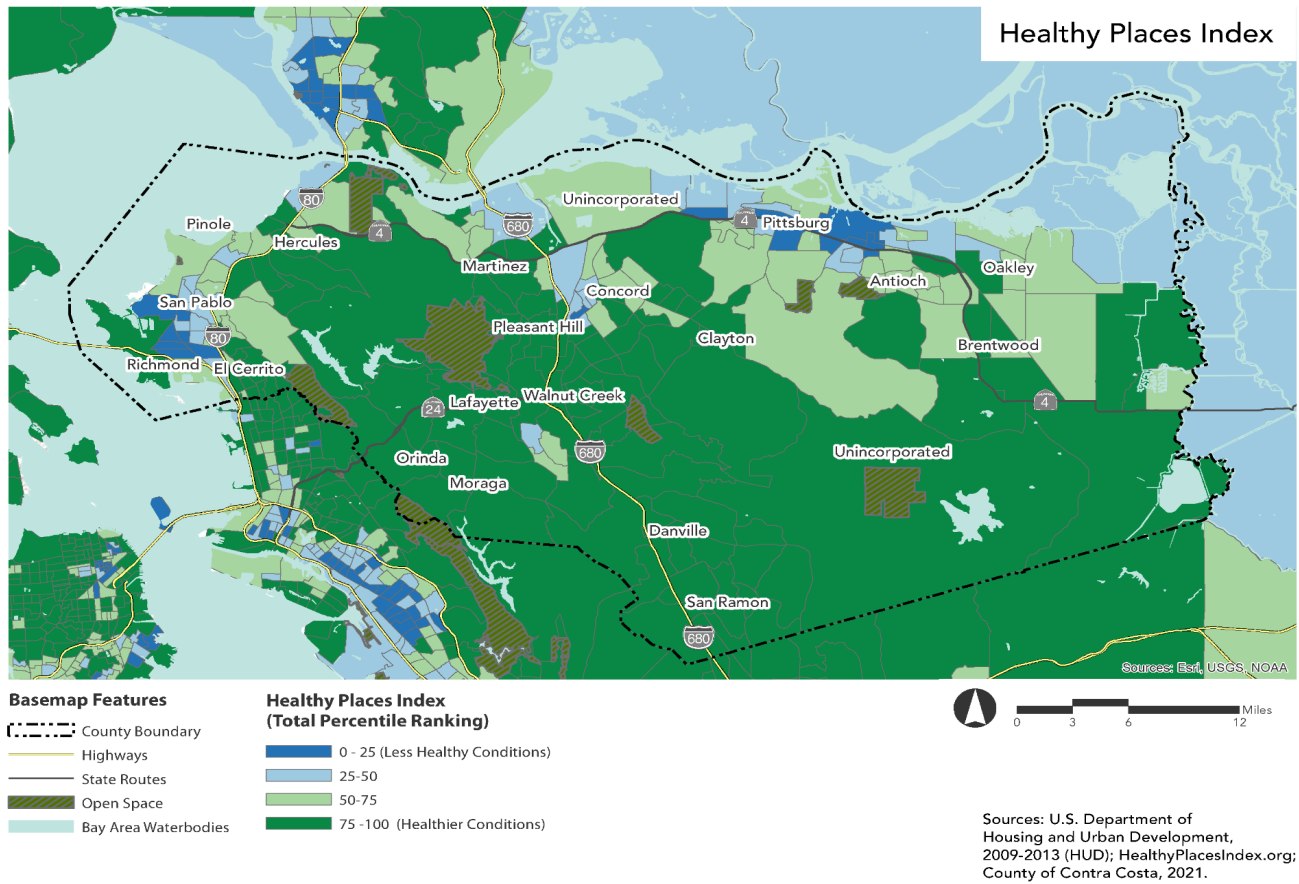 Healthy Places Index
80
Unincorporated
Pinole
4
680
4
Pittsburg
Hercules
Martinez
Oakley
Antioch
San Pablo
Concord
80
Pleasant Hill
Clayton
Brentwood
Richmond
El Cerrito
24
Lafayette
Walnut Creek
4
680
Unincorporated
Orinda
Moraga
Danville
San Ramon
680
Sources: Esri, USGS, NOAA
Basemap Features
County Boundary
Highways
State Routes
Open Space
Bay Area Waterbodies
Healthy Places Index
(Total Percentile Ranking)
0 - 25 (Less Healthy Conditions)
25-50
50-75
75 -100 (Healthier Conditions)
Miles
0 3 6 12
Sources: U.S. Department of
Housing and Urban Development,
2009-2013 (HUD); HealthyPlacesIndex.org;
County of Contra Costa, 2021.